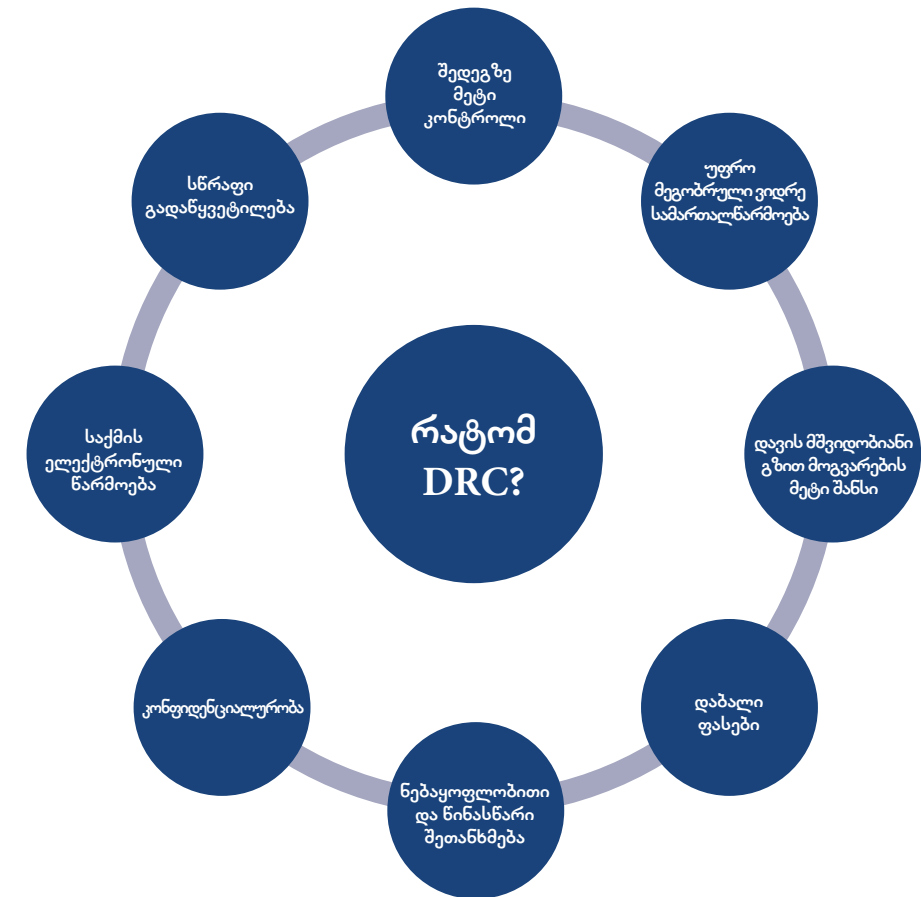 შედეგზე
მეტი
კონტროლი
უფრო
მეგობრული ვიდრე
სამართალწარმოება
დავის მშვიდობიანი
გზით მოგვარების
მეტი შანსი
დაბალი
ფასები
ნებაყოფლობითი
და წინასწარი
შეთანხმება
კონფიდენციალურობა
საქმის
ელექტრონული
წარმოება
სწრაფი
გადაწყვეტილება
რატომ
DRC?